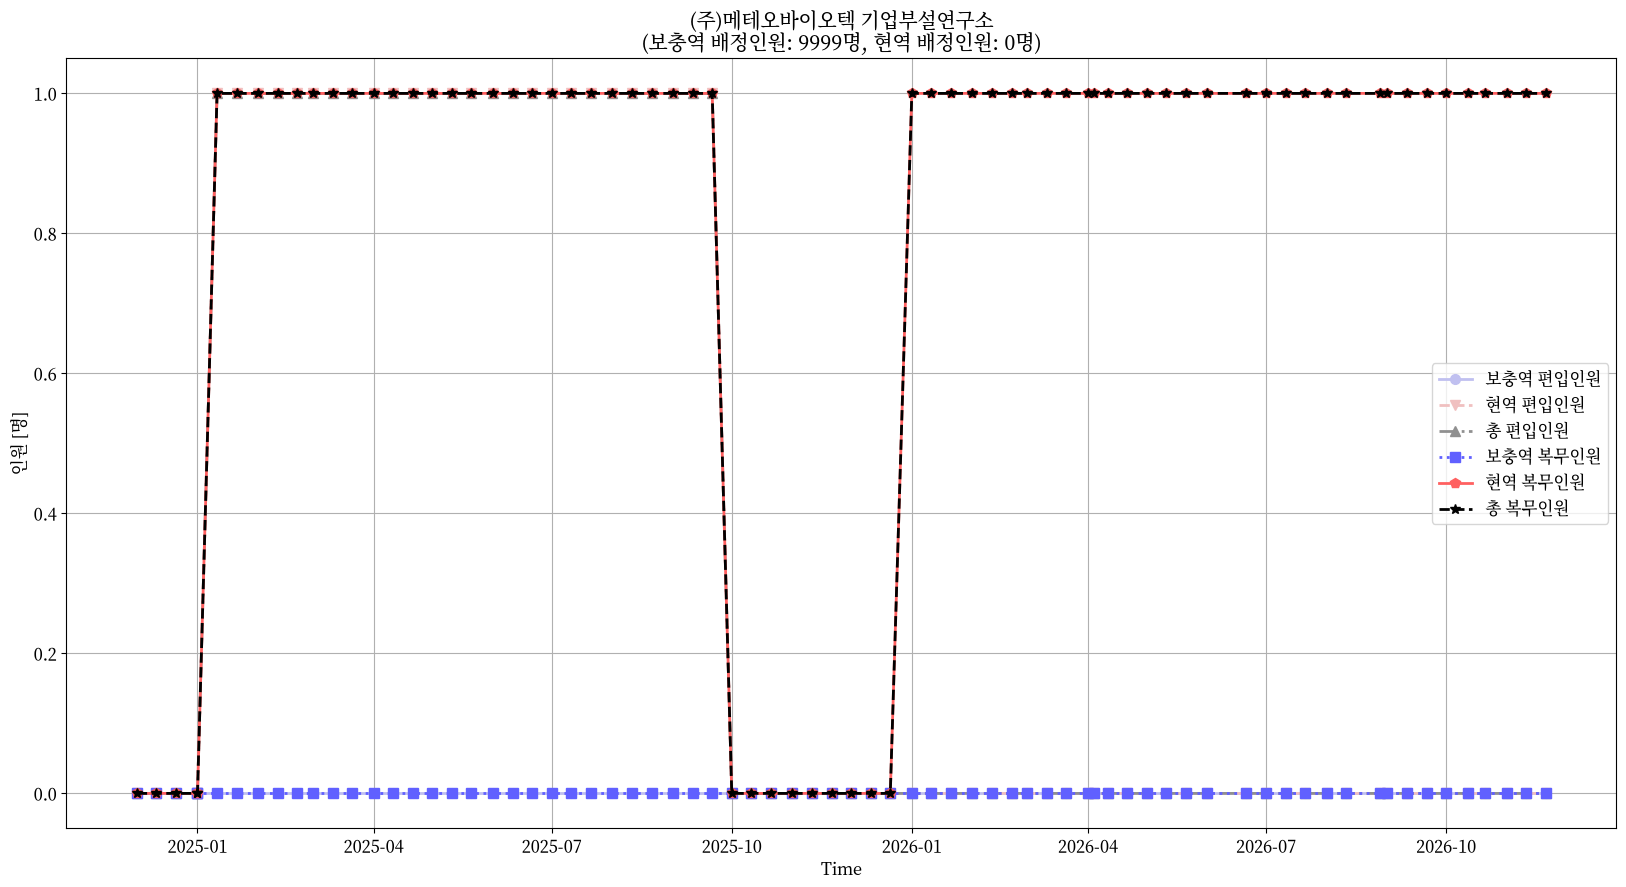 (주)메테오바이오텍 기업부설연구소
(보충역 배정인원: 9999명, 현역 배정인원: 0명)
인원 [명]
1.0
0.8
0.6
0.4
0.2
0.0
보충역 편입인원
현역 편입인원
총 편입인원
보충역 복무인원
현역 복무인원
총 복무인원
2025-01
2025-04
2025-07
2025-10
2026-01
2026-04
2026-07
2026-10
Time